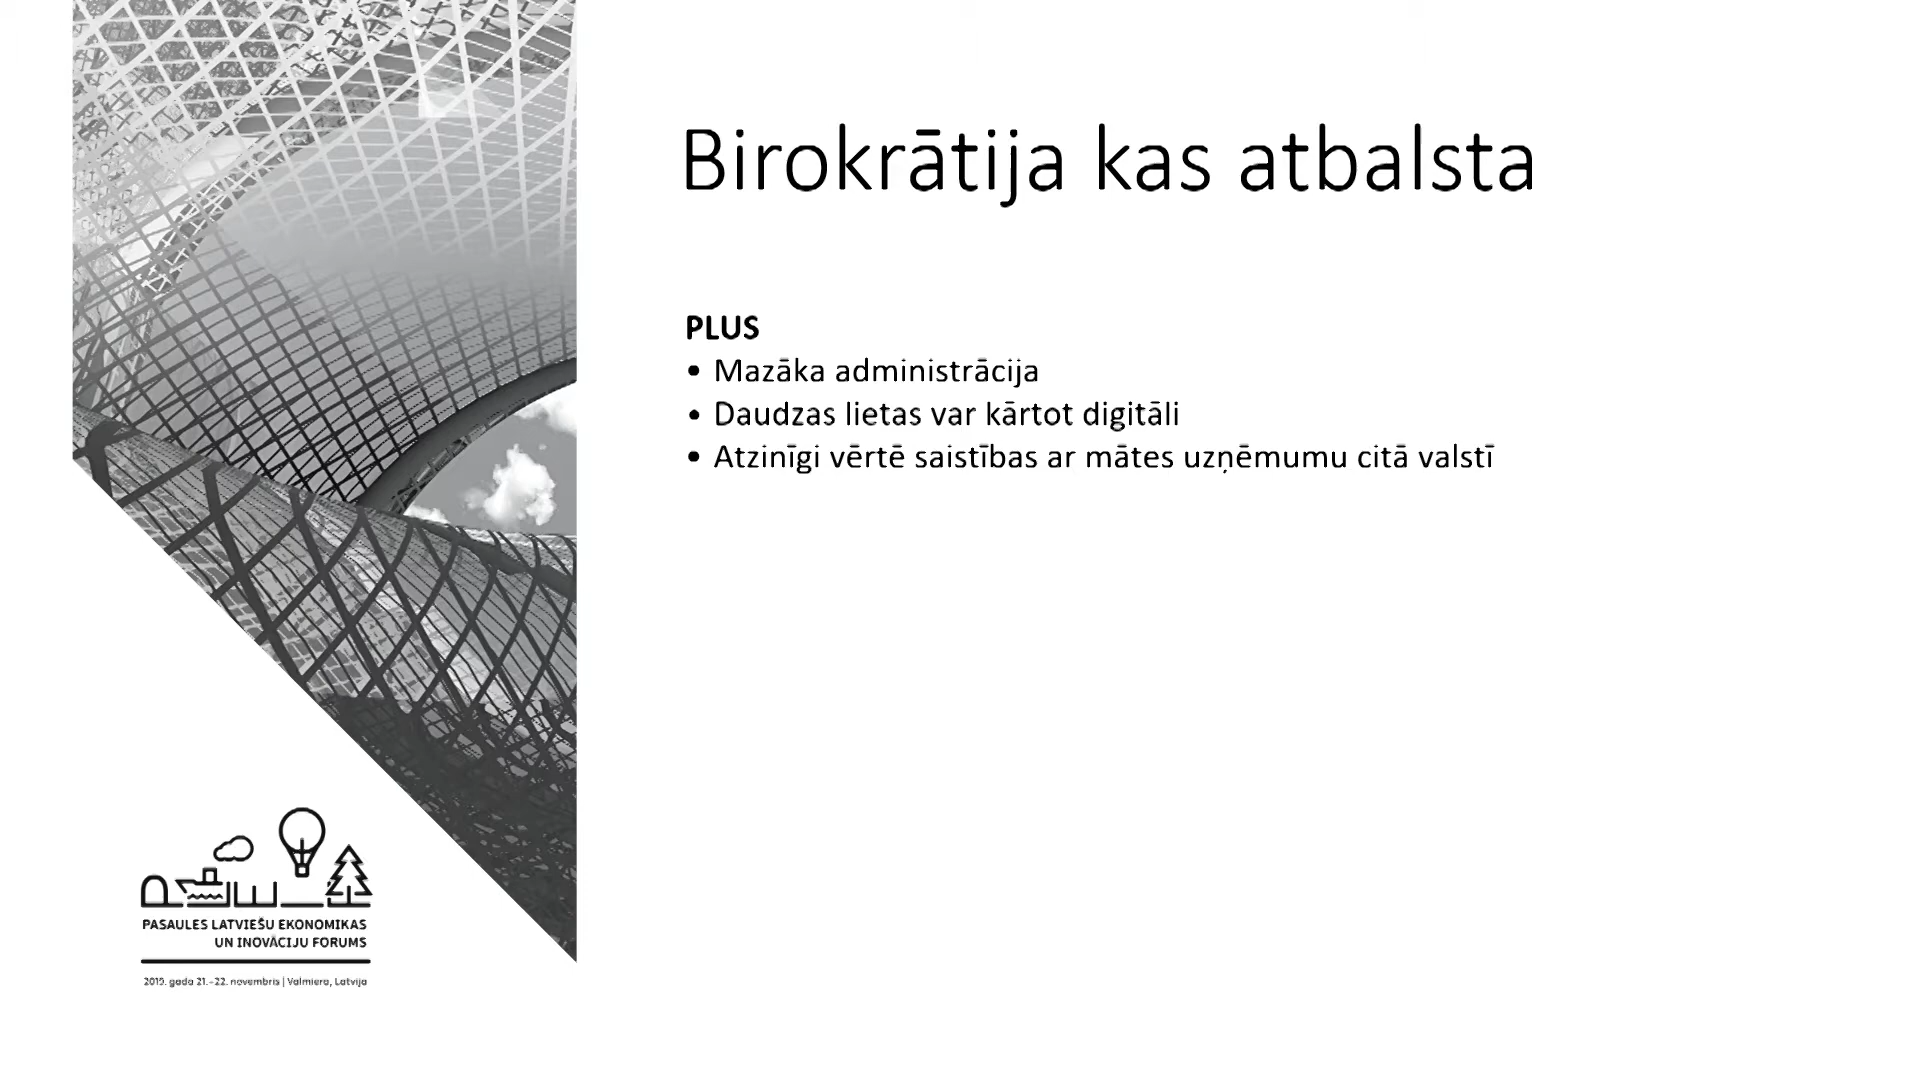 Birokrātija kas atbalsta
PLUS
• Mazāka administrācija
• Daudzas lietas var kārtot digitāli
• Atzinīgi vērtē saistības ar mātes uzņēmumu citā valstī
PASAULES LATVIEŠU EKONOMIKAS
UN INOVĀCIJU FORUMS
2019. gada 21.-22. novembris | Valmiera, Latvija